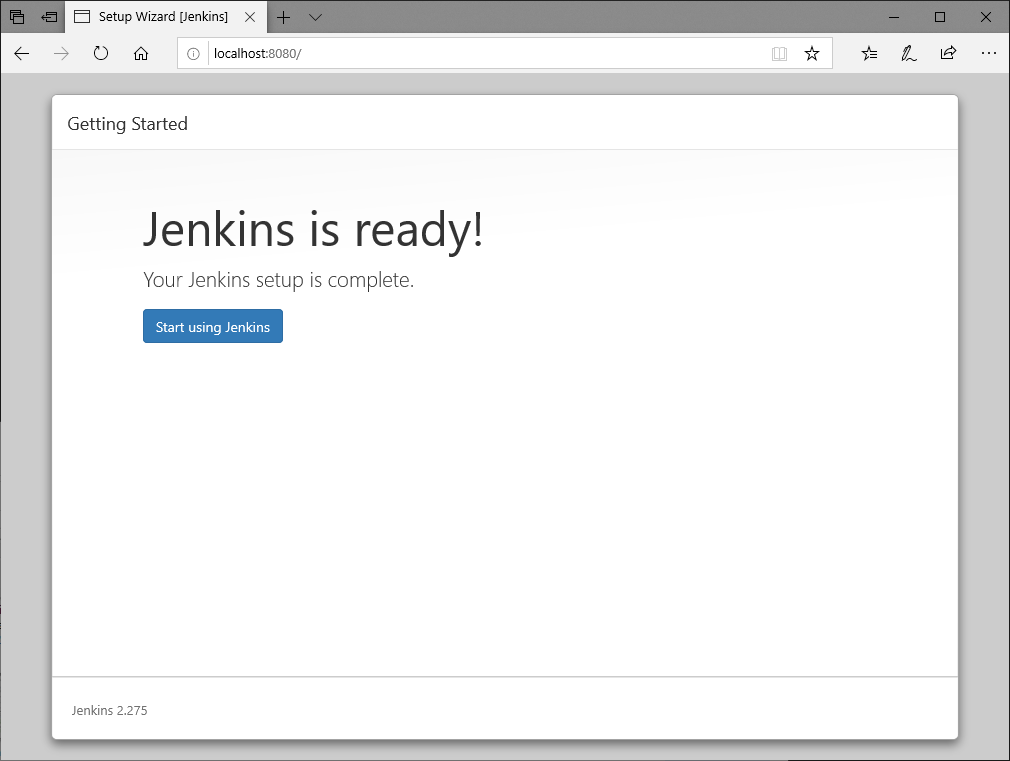 Setup Wizard [Jenkins]
localhost:8080/
Getting Started
Jenkins is ready!
Your Jenkins setup is complete.
Start using Jenkins
Jenkins 2.275